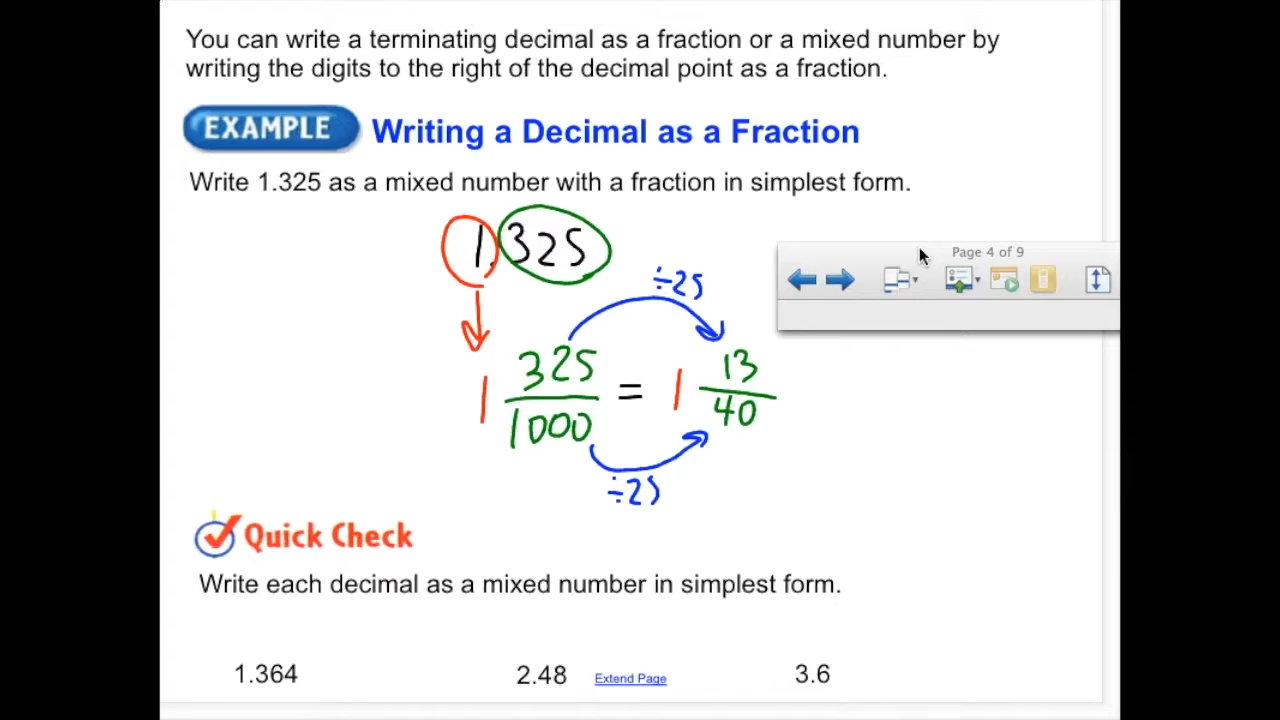 You can write a terminating decimal as a fraction or a mixed number by
writing the digits to the right of the decimal point as a fraction.
EXAMPLE Writing a Decimal as a Fraction
Write 1.325 as a mixed number with a fraction in simplest form.
1.325
Page 4 of 9
÷25
1 325/1000 = 1 13/40
÷25
Quick Check
Write each decimal as a mixed number in simplest form.
1.364 2.48 Extend Page 3.6